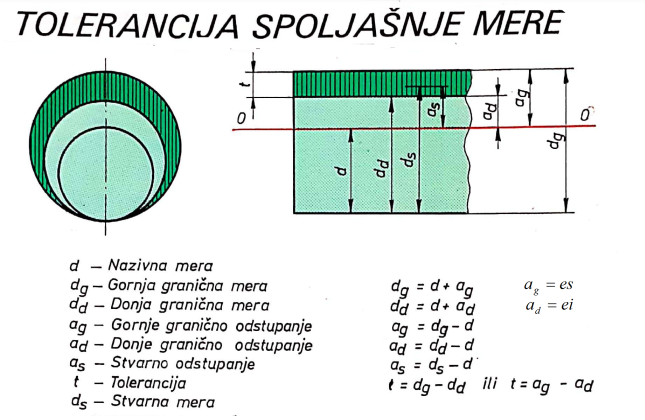 TOLERANCIJA SPOLJAŠNJE MERE
t
O
d
dd
ds
as
ad
ag
dg
O
d – Nazivna mera
dg – Gornja granična mera
dd – Donja granična mera
ag – Gornje granično odstupanje
ad – Donje granično odstupanje
as – Stvarno odstupanje
t – Tolerancija
ds – Stvarna mera
dg = d + ag
dd = d + ad
ag = dg – d
ad = dd – d
as = ds – d
t = dg – dd ili t = ag – ad
ag = es
ad = ei